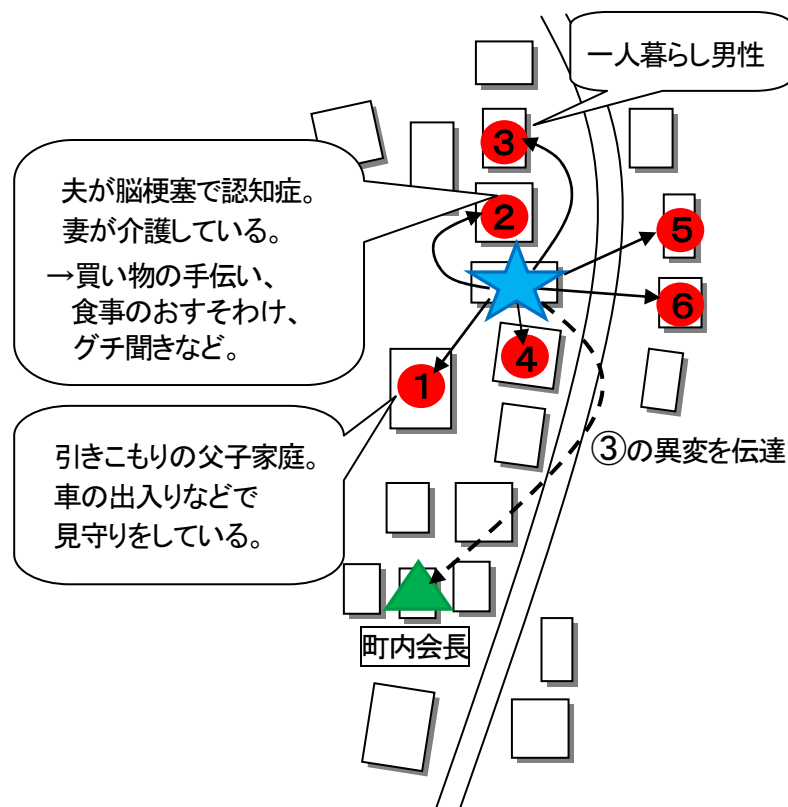 一人暮らし男性
③
夫が脳梗塞で認知症。
妻が介護している。
→買い物の手伝い、
食事のおすそわけ、
グチ聞きなど。
②
⑤
⑥
④
①
引きこもりの父子家庭。
車の出入りなどで
見守りをしている。
③の異変を伝達
町内会長